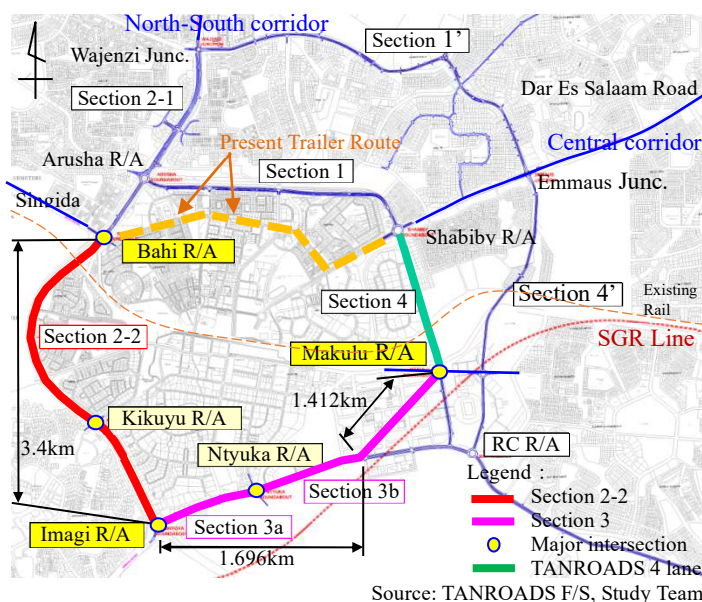 North-South corridor
Section 1’
Wajenzi Junc.
Dar Es Salaam Road
Section 2-1
Present Trailer Route
Central corridor
Arusha R/A
Section 1
Emmaus Junc.
Singida
Shabiby R/A
Bahi R/A
Section 4
Section 4’
Existing
Rail
SGR Line
Section 2-2
Makulu R/A
1.412km
Kikuyu R/A
3.4km
Ntyuka R/A
RC R/A
Legend :
Section 3b
Section 2-2
Section 3
Imagi R/A
Section 3a
Major intersection
1.696km
TANROADS 4 lane
Source: TANROADS F/S, Study Team